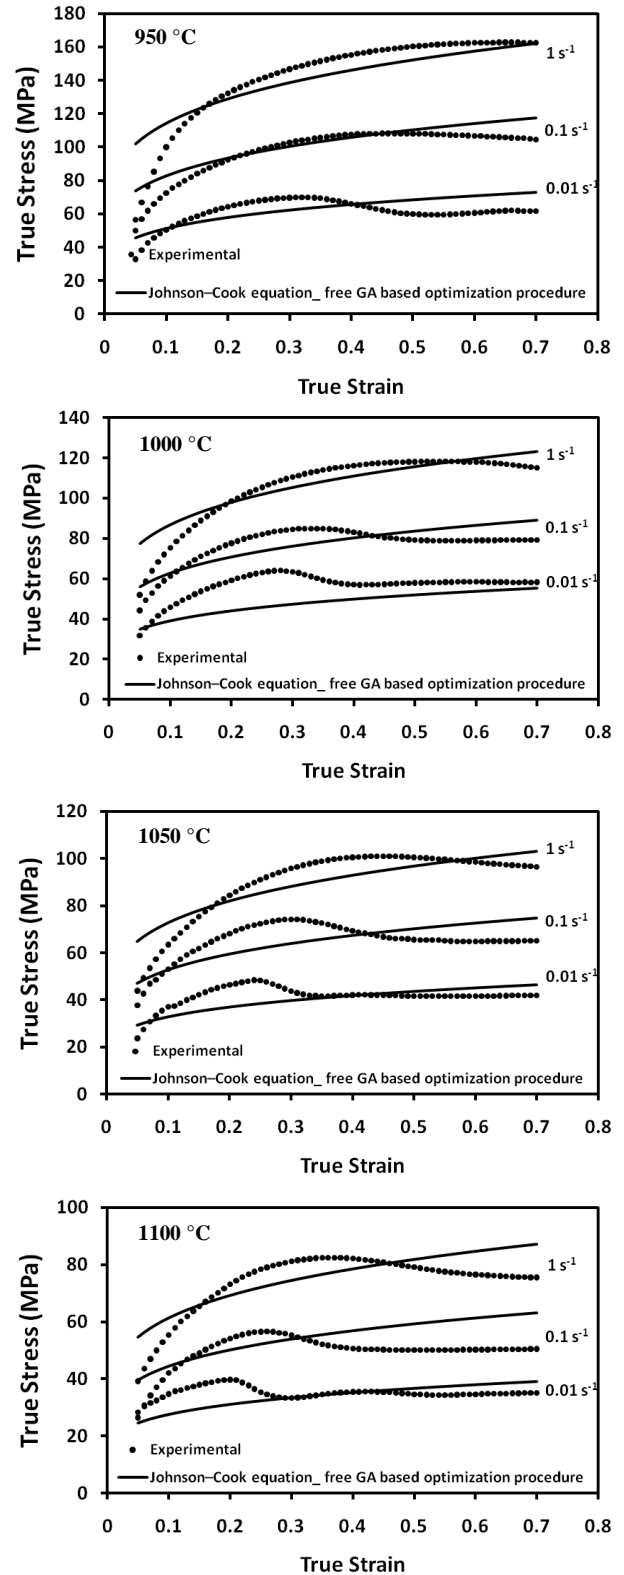 180
950 °C
160
1 s-1
140
120
0.1 s-1
100
80
0.01 s-1
60
40
Experimental
20
Johnson–Cook equation_ free GA based optimization procedure
0
0 0.1 0.2 0.3 0.4 0.5 0.6 0.7 0.8
True Stress (MPa)
True Strain
140
1000 °C
120
1 s-1
100
80
0.1 s-1
60
0.01 s-1
40
20
Experimental
Johnson–Cook equation_ free GA based optimization procedure
0
0 0.1 0.2 0.3 0.4 0.5 0.6 0.7 0.8
True Stress (MPa)
True Strain
120
1050 °C
100
1 s-1
80
0.1 s-1
60
0.01 s-1
40
20
Experimental
Johnson–Cook equation_ free GA based optimization procedure
0
0 0.1 0.2 0.3 0.4 0.5 0.6 0.7 0.8
True Stress (MPa)
True Strain
100
1100 °C
80
1 s-1
60
0.1 s-1
40
0.01 s-1
20
Experimental
Johnson–Cook equation_ free GA based optimization procedure
0
0 0.1 0.2 0.3 0.4 0.5 0.6 0.7 0.8
True Stress (MPa)
True Strain